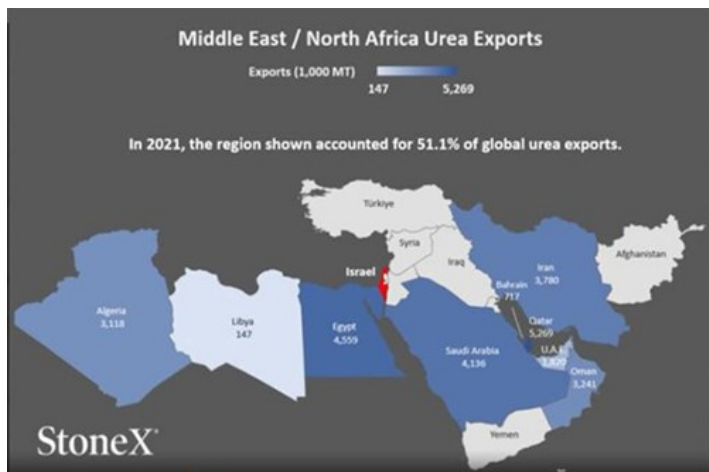 Middle East / North Africa Urea Exports
Exports (1,000 MT)
147
5,269
In 2021, the region shown accounted for 51.1% of global urea exports.
Türkiye
Syria
Iraq
Israel
Iran
3,780
Afghanistan
Bahrain
717
Qatar
5,269
U.A.E
Algeria
3,118
Libya
147
Egypt
4,559
Saudi Arabia
4,136
Oman
3,241
Yemen
StoneX®